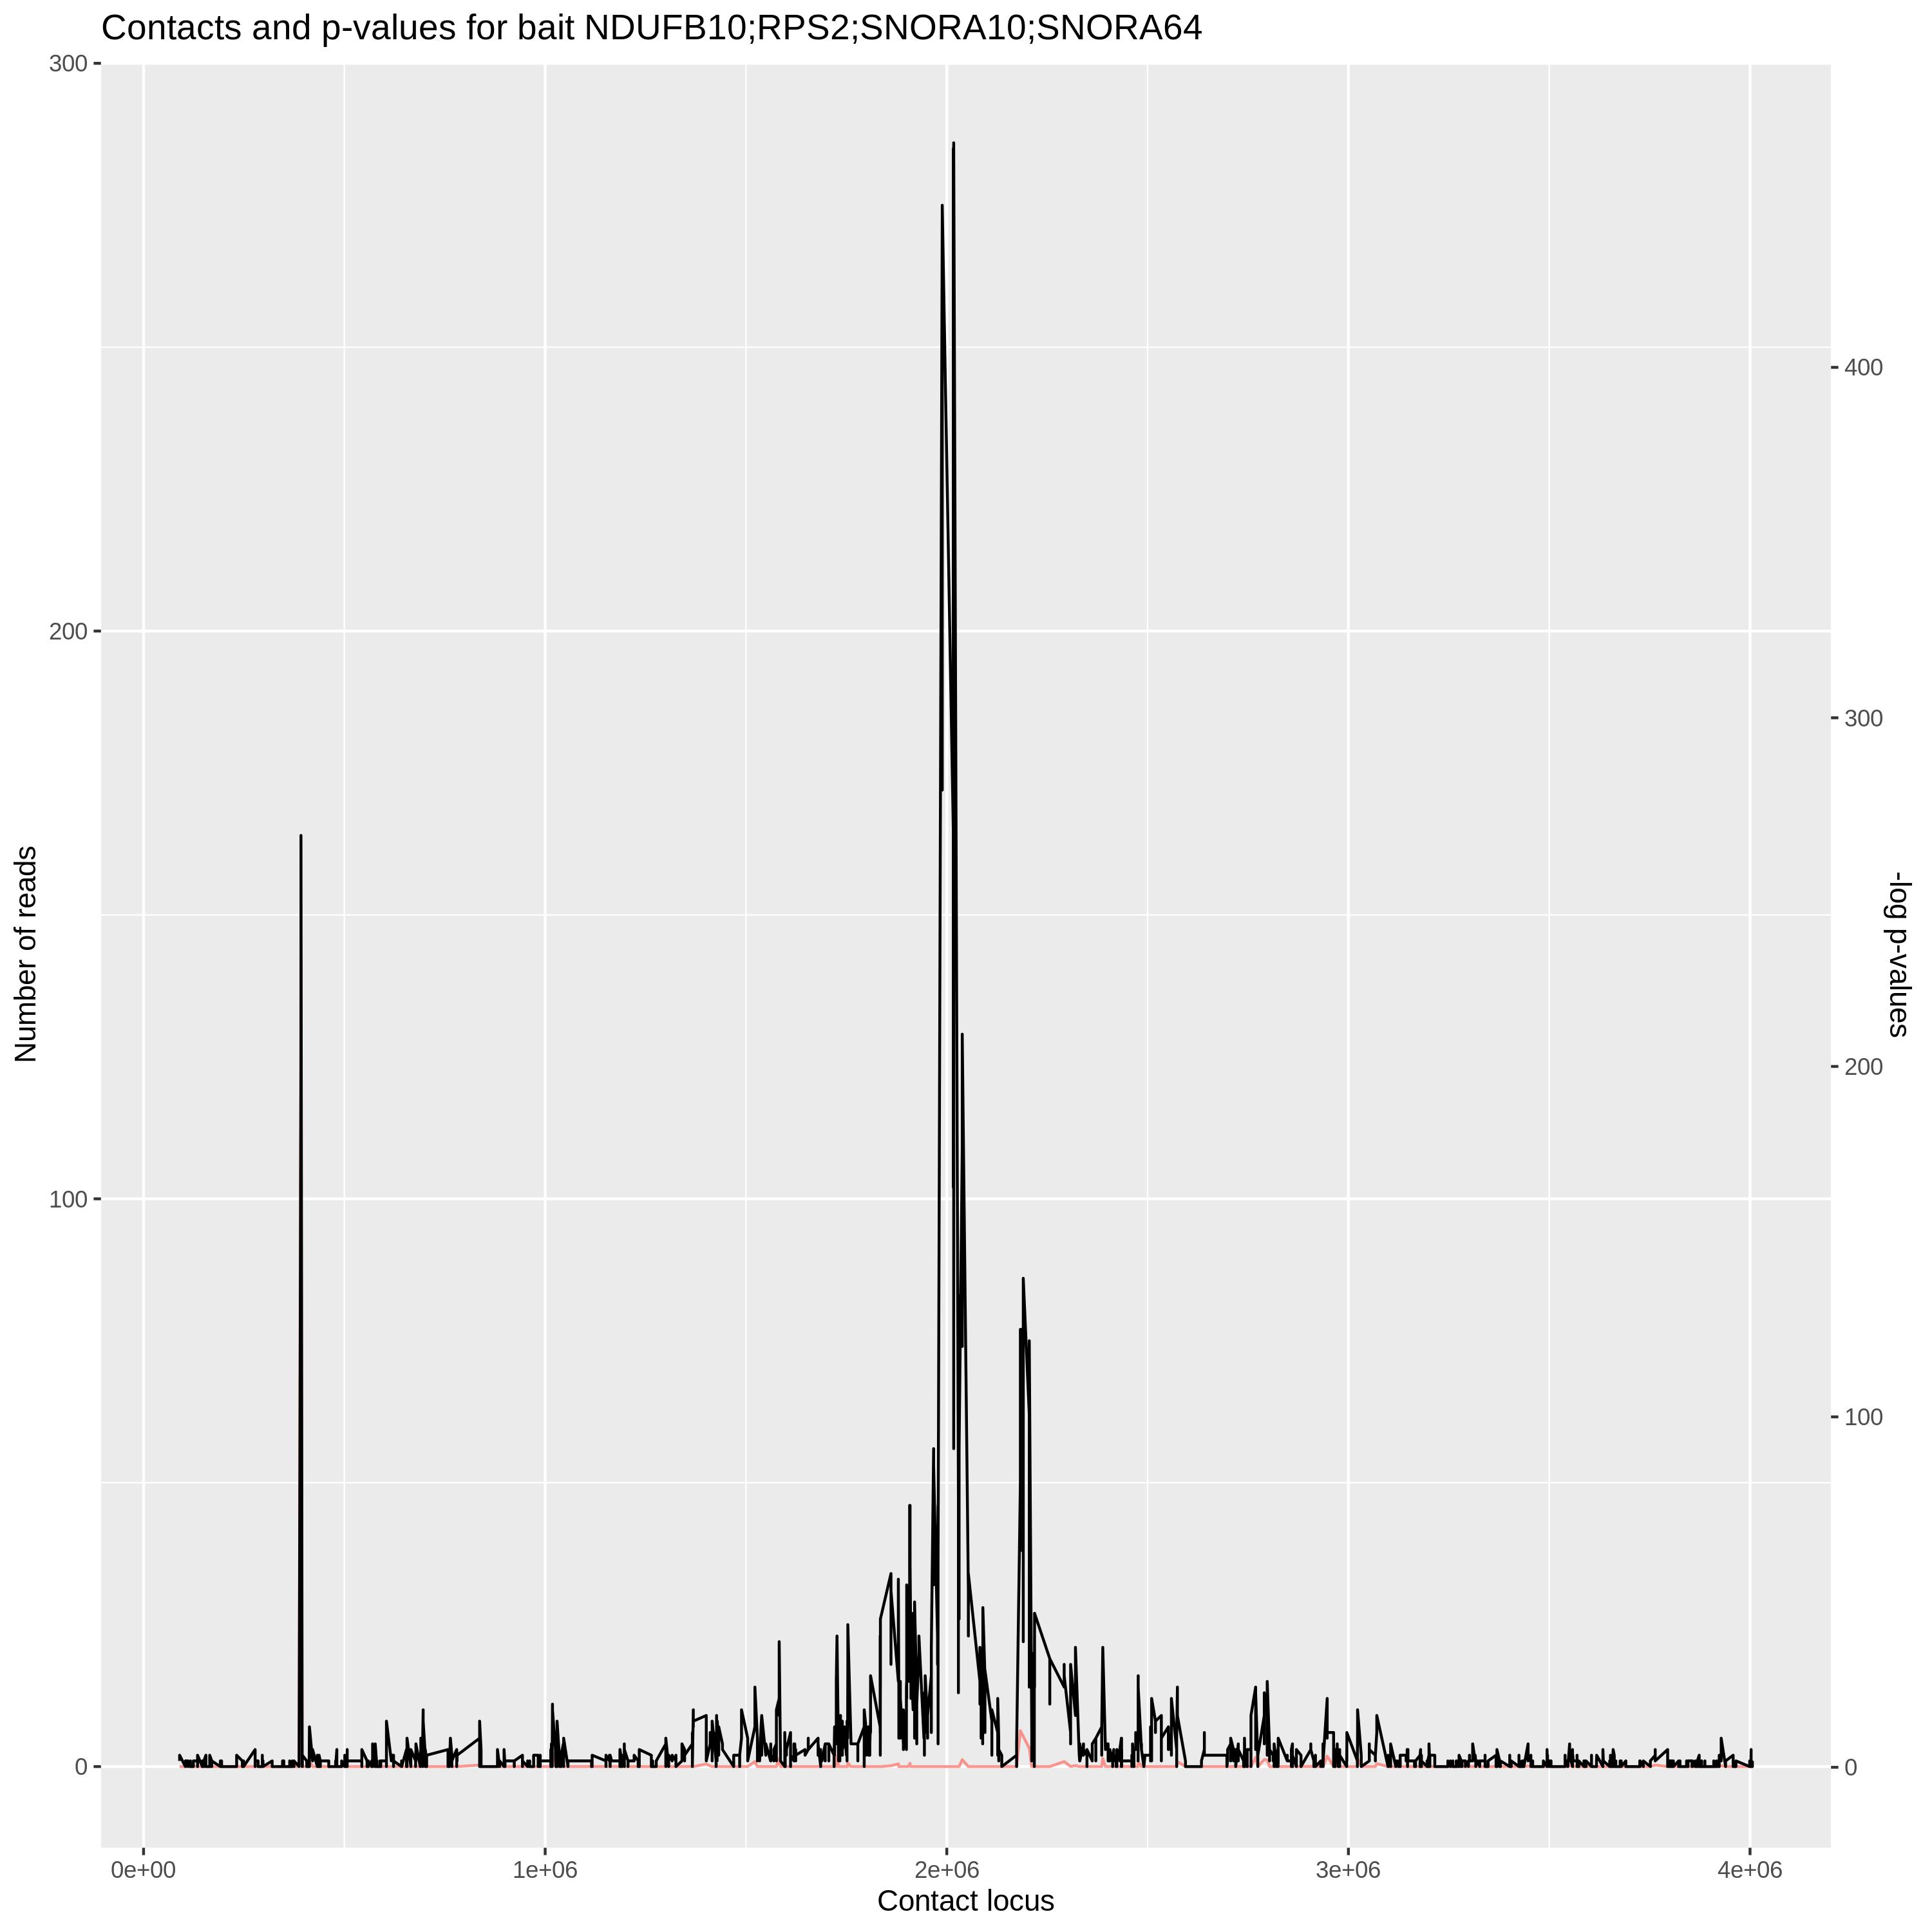 Contacts and p-values for bait NDUFB10;RPS2;SNORA10;SNORA64
300
200
100
0
Number of reads
400
300
200
100
0
-log p-values
0e+00 1e+06 2e+06 3e+06 4e+06
Contact locus